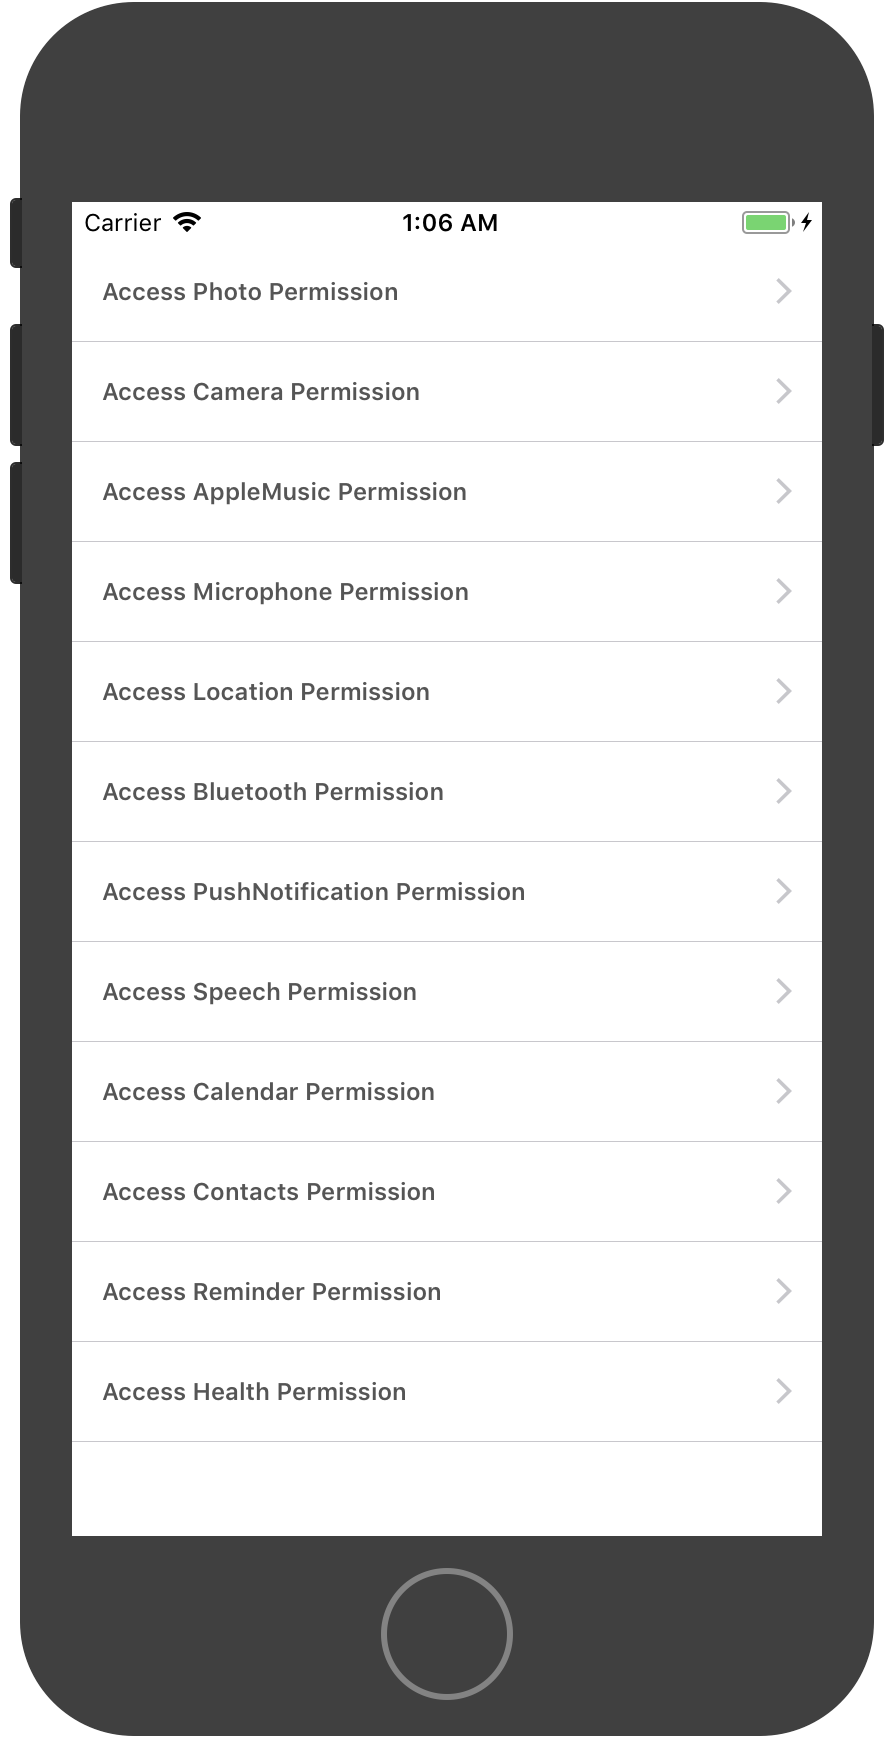 Carrier 1:06 AM
Access Photo Permission
Access Camera Permission
Access AppleMusic Permission
Access Microphone Permission
Access Location Permission
Access Bluetooth Permission
Access PushNotification Permission
Access Speech Permission
Access Calendar Permission
Access Contacts Permission
Access Reminder Permission
Access Health Permission